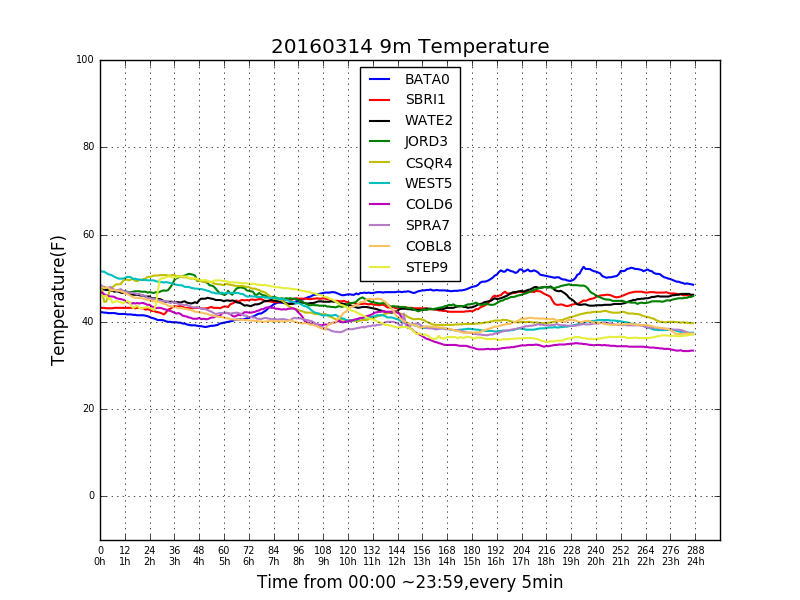 20160314 9m Temperature
BATA0
SBRI1
WATE2
JORD3
CSQR4
WEST5
COLD6
SPRA7
COBL8
STEP9
Temperature(F)
100
80
60
40
20
0
0 12 24 36 48 60 72 84 96 108 120 132 144 156 168 180 192 204 216 228 240 252 264 276 288
0h 1h 2h 3h 4h 5h 6h 7h 8h 9h 10h 11h 12h 13h 14h 15h 16h 17h 18h 19h 20h 21h 22h 23h 24h
Time from 00:00 ~23:59,every 5min